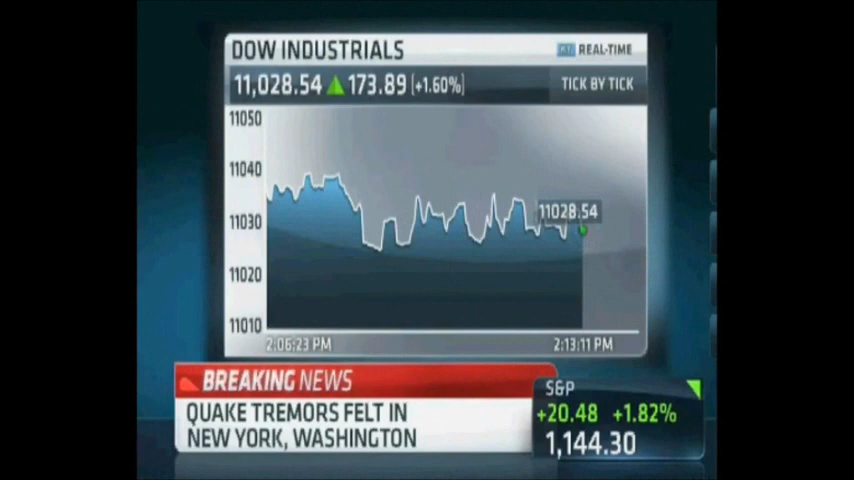 DOW INDUSTRIALS
REAL-TIME
11,028.54 173.89 [+1.60%]
TICK BY TICK
11050
11040
11030
11020
11010
11028.54
2:06:23 PM
2:13:11 PM
BREAKING NEWS
QUAKE TREMORS FELT IN
NEW YORK, WASHINGTON
S&P
+20.48 +1.82%
1,144.30